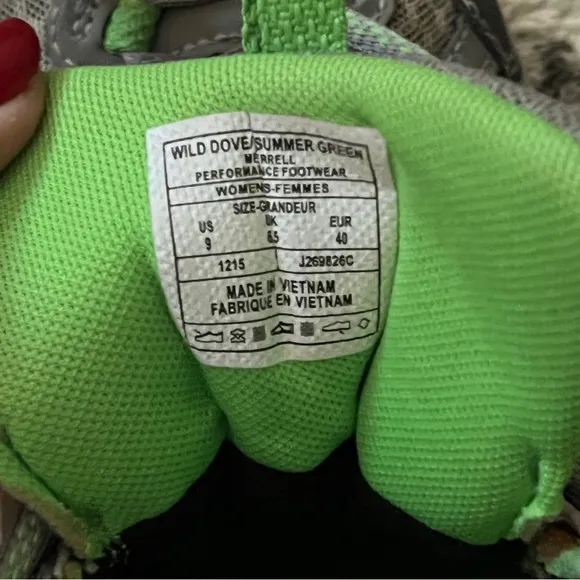 WILD DOVE/SUMMER GREEN
MERRELL
PERFORMANCE FOOTWEAR
WOMENS-FEMMES
SIZE-GRANDEUR
US UK EUR
9 6.5 40
1215 J269826C
MADE IN VIETNAM
FABRIQUE EN VIETNAM